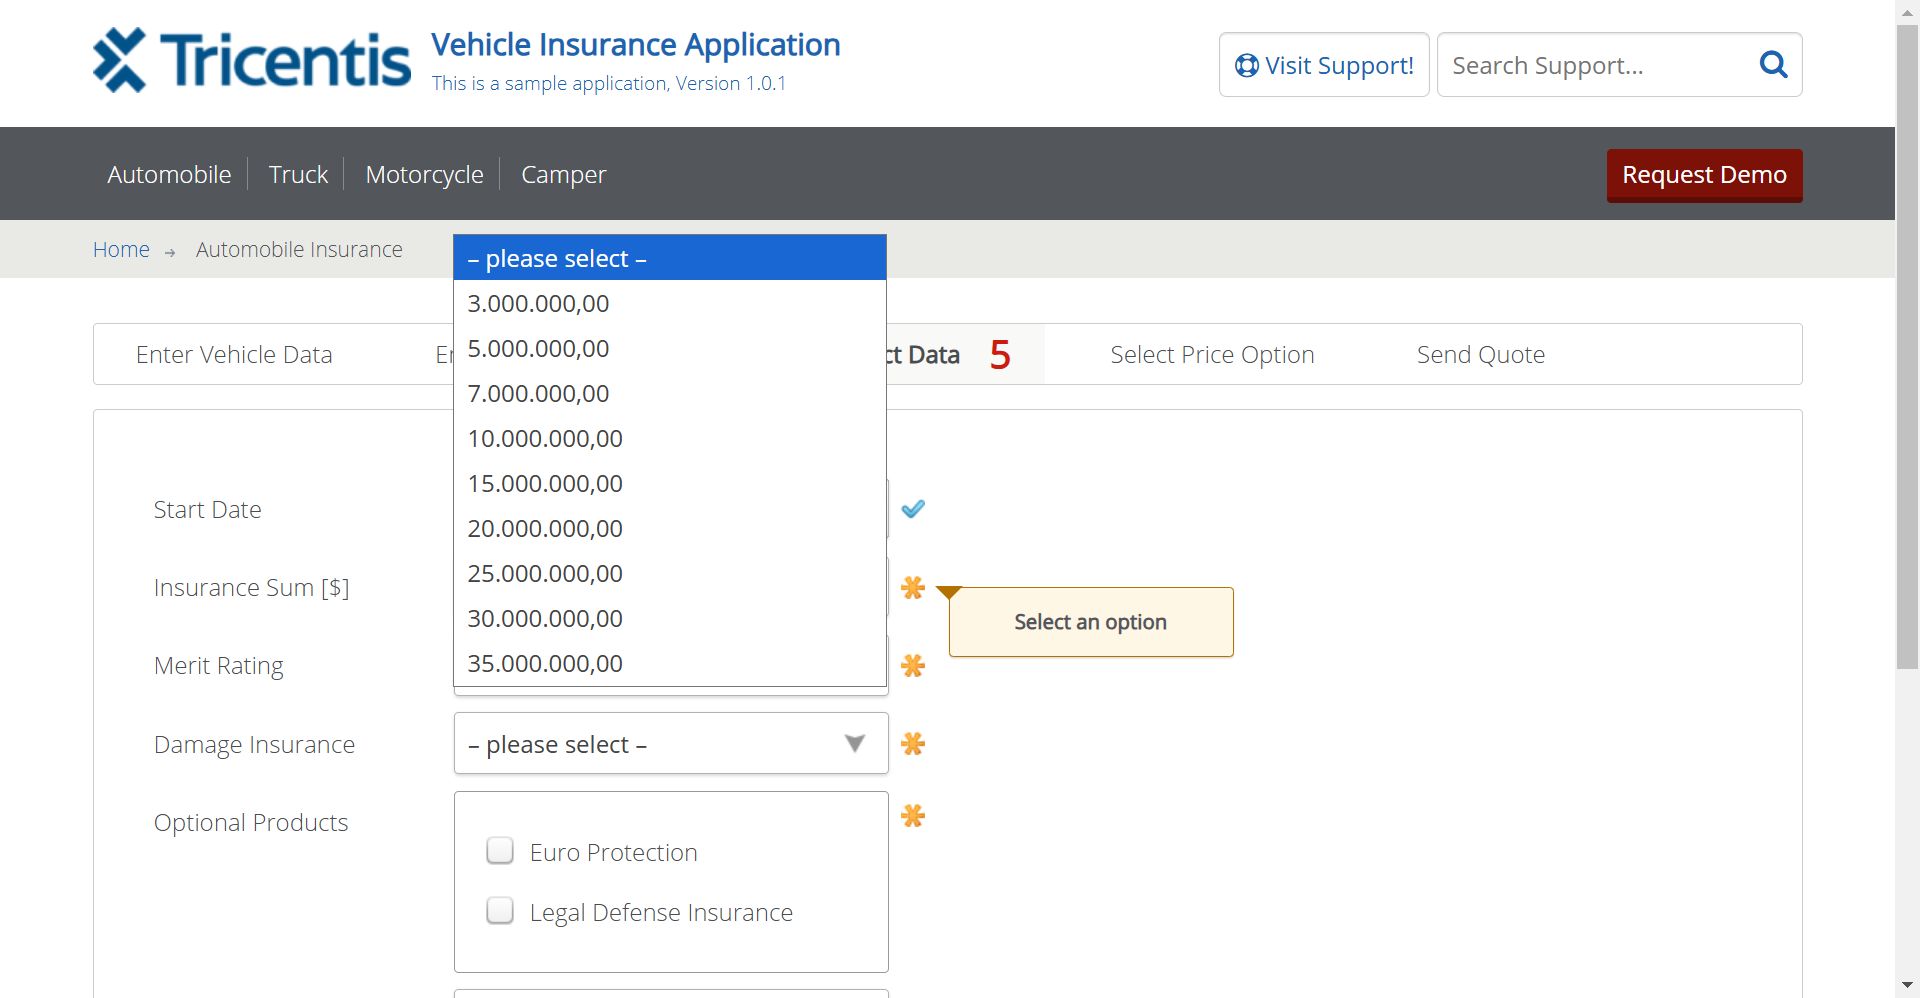 Tricentis
Vehicle Insurance Application
This is a sample application, Version 1.0.1
Visit Support!
Search Support...
Automobile
Truck
Motorcycle
Camper
Request Demo
Home
Automobile Insurance
– please select –
3.000.000,00
5.000.000,00
7.000.000,00
10.000.000,00
15.000.000,00
20.000.000,00
25.000.000,00
30.000.000,00
35.000.000,00
Enter Vehicle Data
ct Data 5
Select Price Option
Send Quote
Start Date
Insurance Sum [$]
Select an option
Merit Rating
Damage Insurance
– please select –
Optional Products
Euro Protection
Legal Defense Insurance